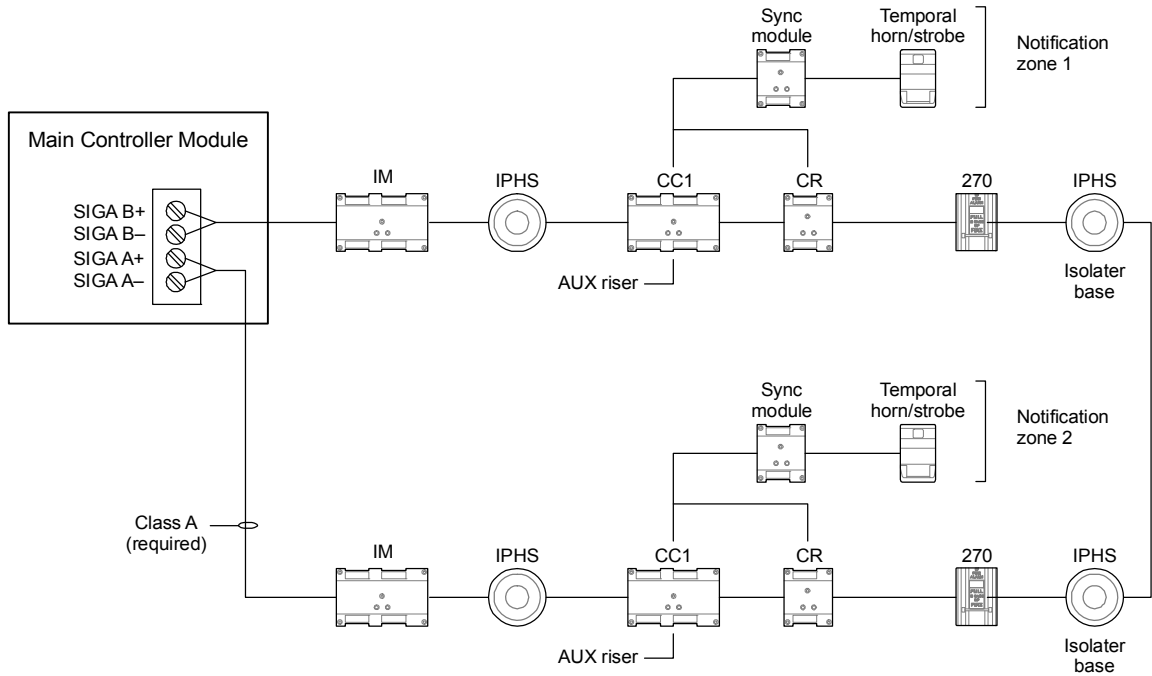 Sync
module
Temporal
horn/strobe
Notification
zone 1
Main Controller Module
SIGA B+
SIGA B–
SIGA A+
SIGA A–
IM
IPHS
CC1
CR
270
IPHS
AUX riser
Isolater
base
Sync
module
Temporal
horn/strobe
Notification
zone 2
Class A
(required)
IM
IPHS
CC1
CR
270
IPHS
AUX riser
Isolater
base